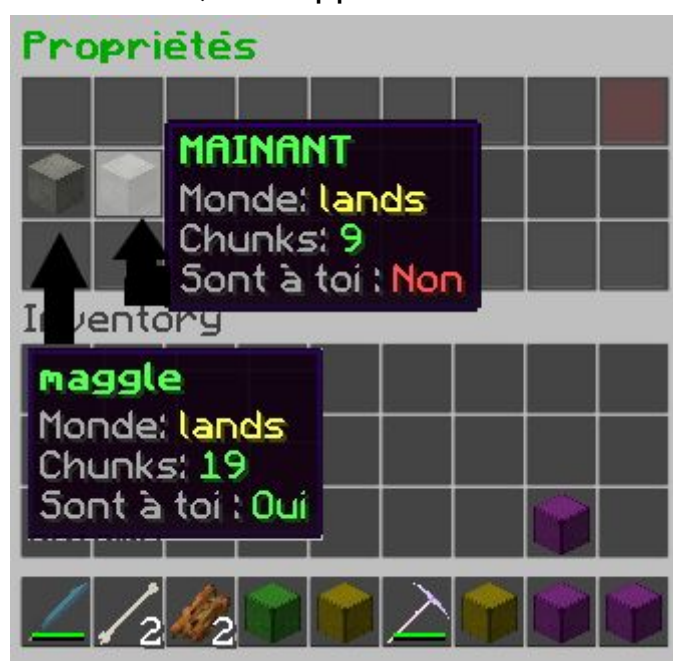 Propriétés
MAINANT
Monde: lands
Chunks: 9
Sont à toi : Non
Inventory
maggle
Monde: lands
Chunks: 19
Sont à toi : Oui
2
2